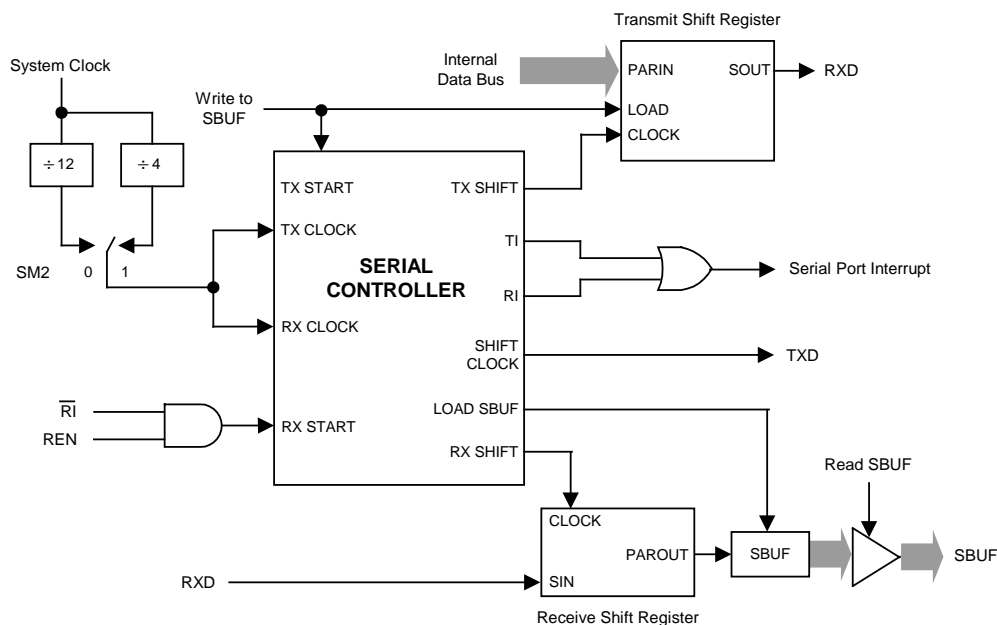 Transmit Shift Register
System Clock
Internal
Data Bus
PARIN
SOUT
RXD
Write to
SBUF
LOAD
CLOCK
÷12
÷4
TX START
TX SHIFT
TX CLOCK
TI
SM2
0
1
SERIAL
CONTROLLER
Serial Port Interrupt
RI
RX CLOCK
SHIFT
CLOCK
TXD
R̅I̅
REN
LOAD SBUF
RX START
RX SHIFT
Read SBUF
CLOCK
PAROUT
SBUF
SBUF
RXD
SIN
Receive Shift Register